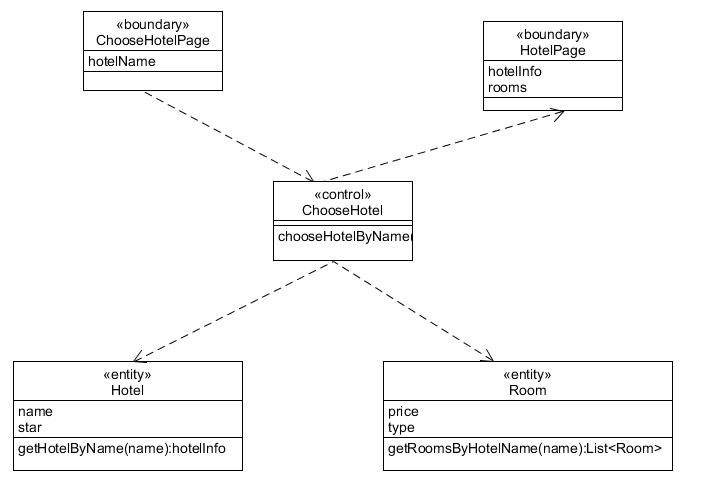 «boundary»
ChooseHotelPage
hotelName
«boundary»
HotelPage
hotelInfo
rooms
«control»
ChooseHotel
chooseHotelByName(
«entity»
Hotel
name
star
getHotelByName(name):hotelInfo
«entity»
Room
price
type
getRoomsByHotelName(name):List<Room>